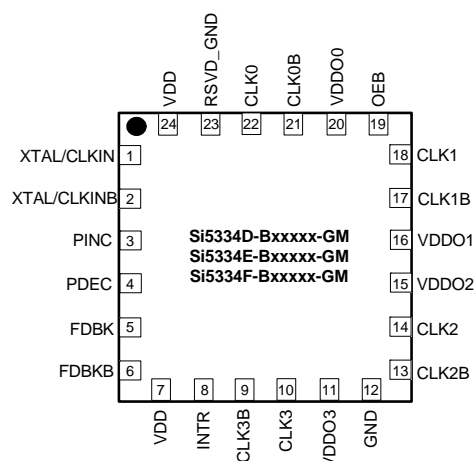 VDD
RSVD_GND
CLK0
CLK0B
VDDO0
OEB
24
23
22
21
20
19
XTAL/CLKIN
1
18
CLK1
XTAL/CLKINB
2
17
CLK1B
PINC
3
Si5334D-Bxxxxx-GM
Si5334E-Bxxxxx-GM
Si5334F-Bxxxxx-GM
16
VDDO1
PDEC
4
15
VDDO2
FDBK
5
14
CLK2
FDBKB
6
13
CLK2B
7
8
9
10
11
12
VDD
INTR
CLK3B
CLK3
VDDO3
GND